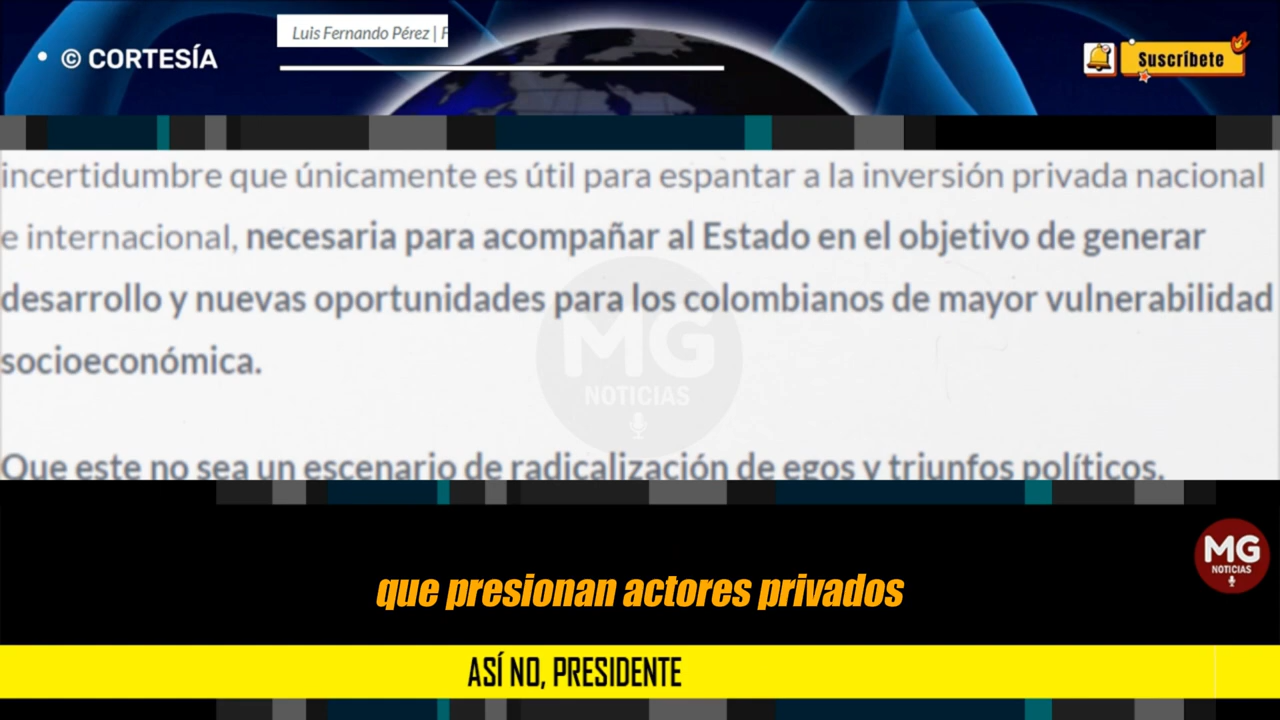 © CORTESÍA
Luis Fernando Pérez |
Suscríbete
incertidumbre que únicamente es útil para espantar a la inversión privada nacional
e internacional, necesaria para acompañar al Estado en el objetivo de generar
desarrollo y nuevas oportunidades para los colombianos de mayor vulnerabilidad
socioeconómica.
MG
NOTICIAS
Que este no sea un escenario de radicalización de egos y triunfos políticos.
MG
NOTICIAS
que presionan actores privados
ASÍ NO, PRESIDENTE